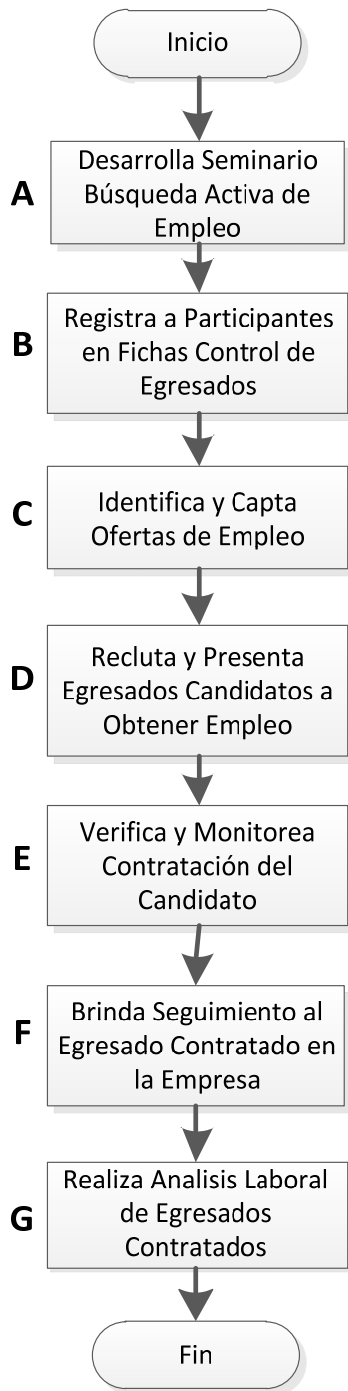 Inicio
A
Desarrolla Seminario
Búsqueda Activa de
Empleo
B
Registra a Participantes
en Fichas Control de
Egresados
C
Identifica y Capta
Ofertas de Empleo
D
Recluta y Presenta
Egresados Candidatos a
Obtener Empleo
E
Verifica y Monitorea
Contratación del
Candidato
F
Brinda Seguimiento al
Egresado Contratado en
la Empresa
G
Realiza Analisis Laboral
de Egresados
Contratados
Fin